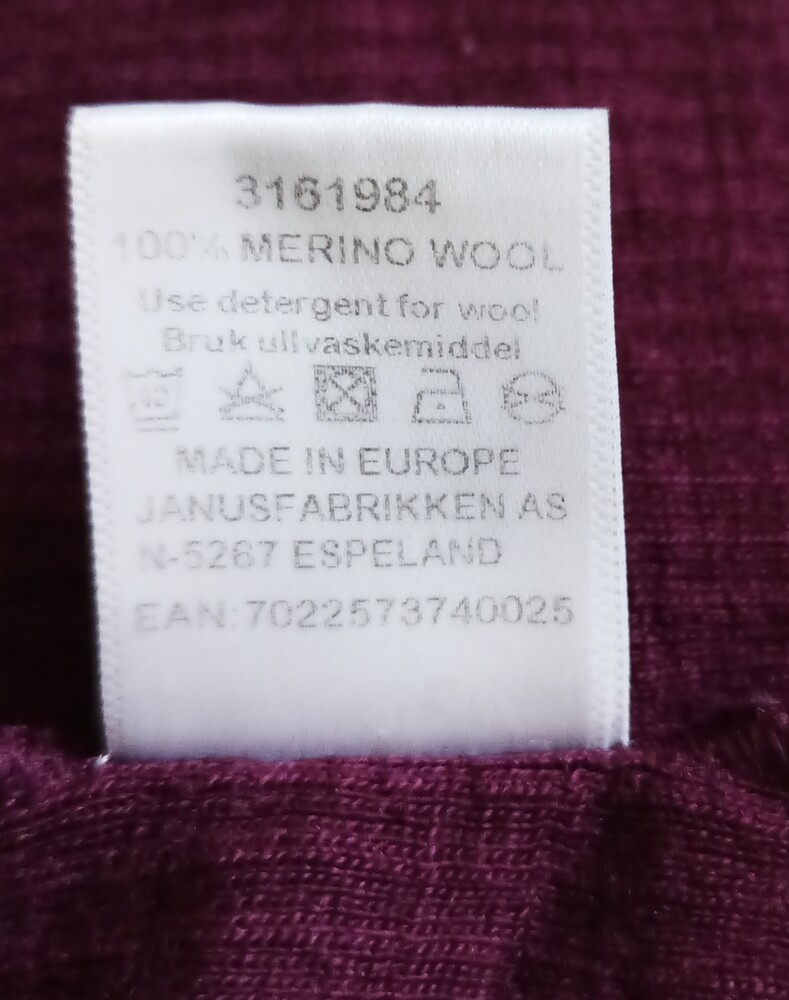 3161984
100% MERINO WOOL
Use detergent for wool
Bruk ullvaskemiddel
40
MADE IN EUROPE
JANUSFABRIKKEN AS
N-5267 ESPELAND
EAN:7022573740025